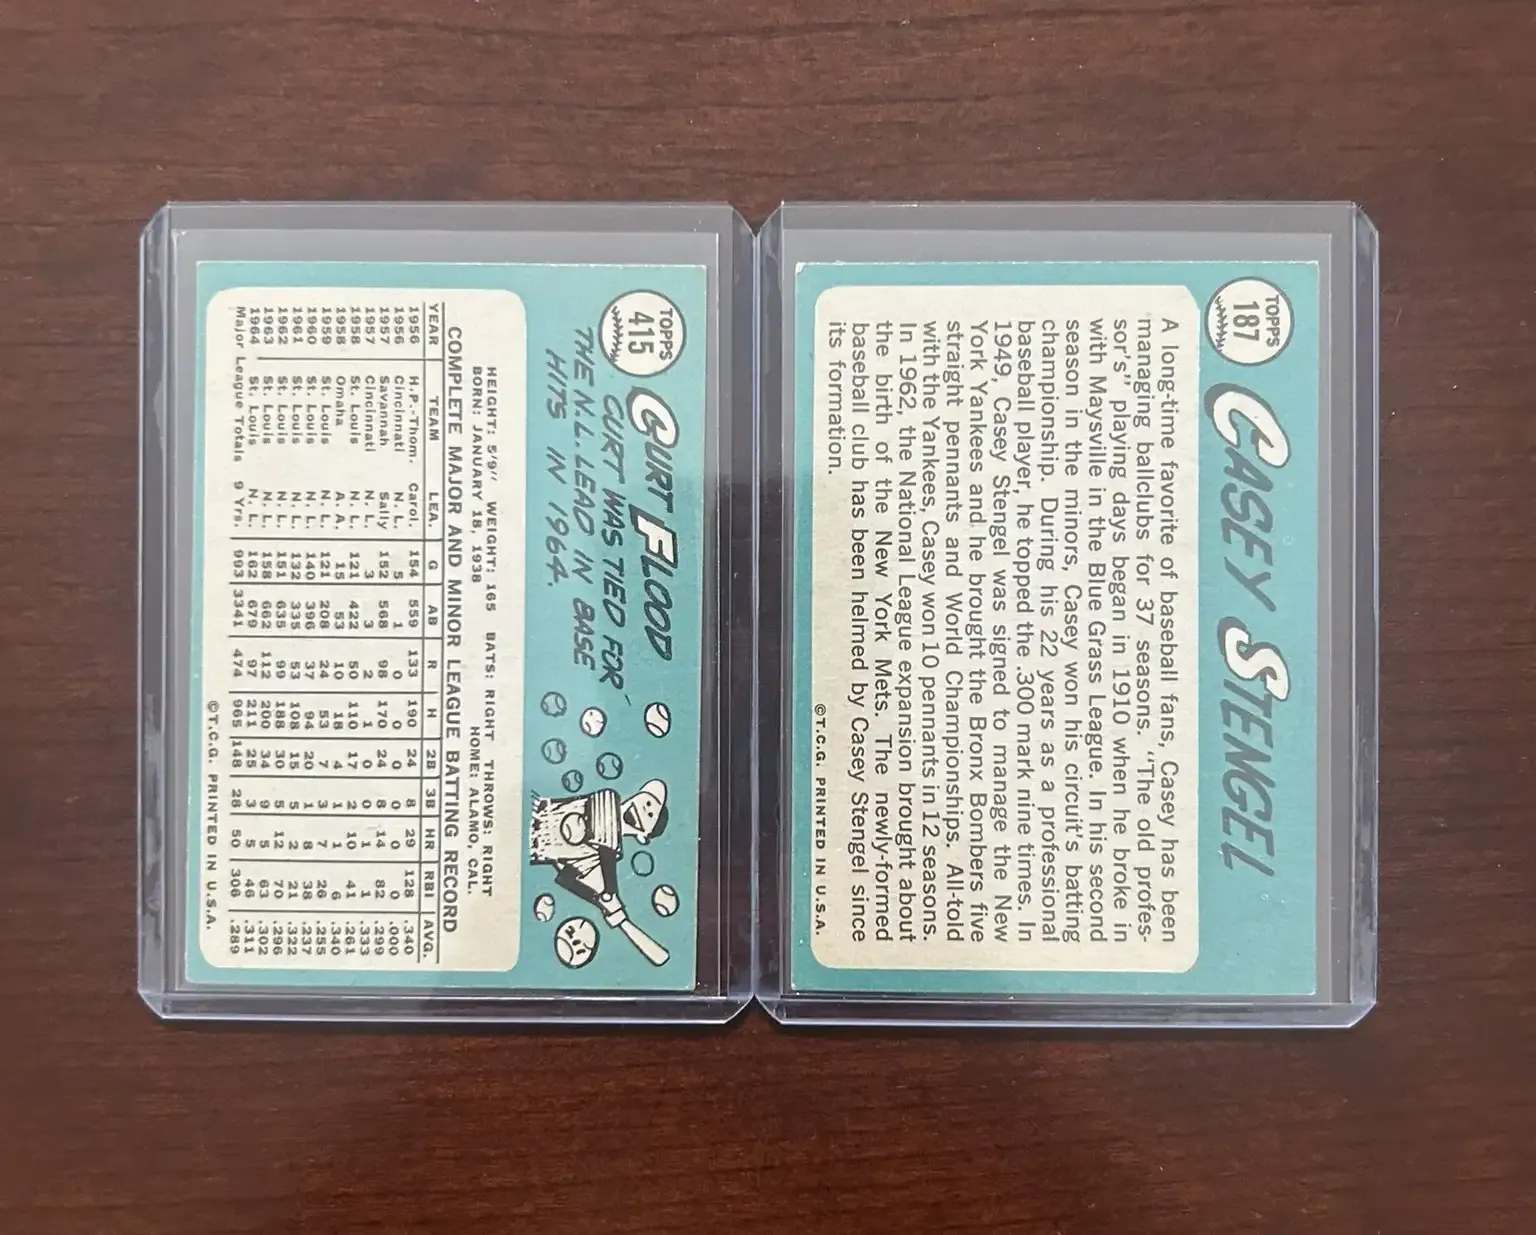 TOPPS
187
CASEY STENGEL
A long-time favorite of baseball fans, Casey has been
managing ballclubs for 37 seasons. "The old profes-
sor's" playing days began in 1910 when he broke in
with Maysville in the Blue Grass League. In his second
season in the minors, Casey won his circuit's batting
championship. During his 22 years as a professional
baseball player, he topped the .300 mark nine times. In
1949, Casey Stengel was signed to manage the New
York Yankees and he brought the Bronx Bombers five
straight pennants and World Championships. All-told
with the Yankees, Casey won 10 pennants in 12 seasons.
In 1962, the National League expansion brought about
the birth of the New York Mets. The newly-formed
baseball club has been helmed by Casey Stengel since
its formation.
©T.C.G. PRINTED IN U.S.A.
TOPPS
415
CURT FLOOD
CURT WAS TIED FOR
THE N.L. LEAD IN BASE
HITS IN 1964.
211
HEIGHT: 5'9" WEIGHT: 165 BATS: RIGHT THROWS: RIGHT
BORN: JANUARY 18, 1938 HOME: ALAMO, CAL.
COMPLETE MAJOR AND MINOR LEAGUE BATTING RECORD
YEAR TEAM LEA. G AB R H 2B 3B HR RBI AVG.
1956 H.P.-Thom. Carol. 154 559 133 190 24 8 29 128 .340
1956 Cincinnati N. L. 5 1 0 0 0 0 0 0 .000
1957 Savannah Sally 152 568 98 170 24 8 14 82 .299
1957 Cincinnati N. L. 3 3 2 1 0 0 1 1 .333
1958 St. Louis N. L. 121 422 50 110 17 2 10 41 .261
1958 Omaha A. A. 15 53 10 18 4 1 1 6 .340
1959 St. Louis N. L. 121 208 24 53 7 3 7 26 .255
1960 St. Louis N. L. 140 396 37 94 20 1 8 38 .237
1961 St. Louis N. L. 132 335 53 108 15 5 2 21 .322
1962 St. Louis N. L. 151 635 99 188 30 5 12 70 .296
1963 St. Louis N. L. 158 662 112 200 34 9 5 63 .302
1964 St. Louis N. L. 162 679 97 211 25 3 5 46 .311
Major League Totals 9 Yrs. 993 3341 474 965 148 28 50 306 .289
©T.C.G. PRINTED IN U.S.A.